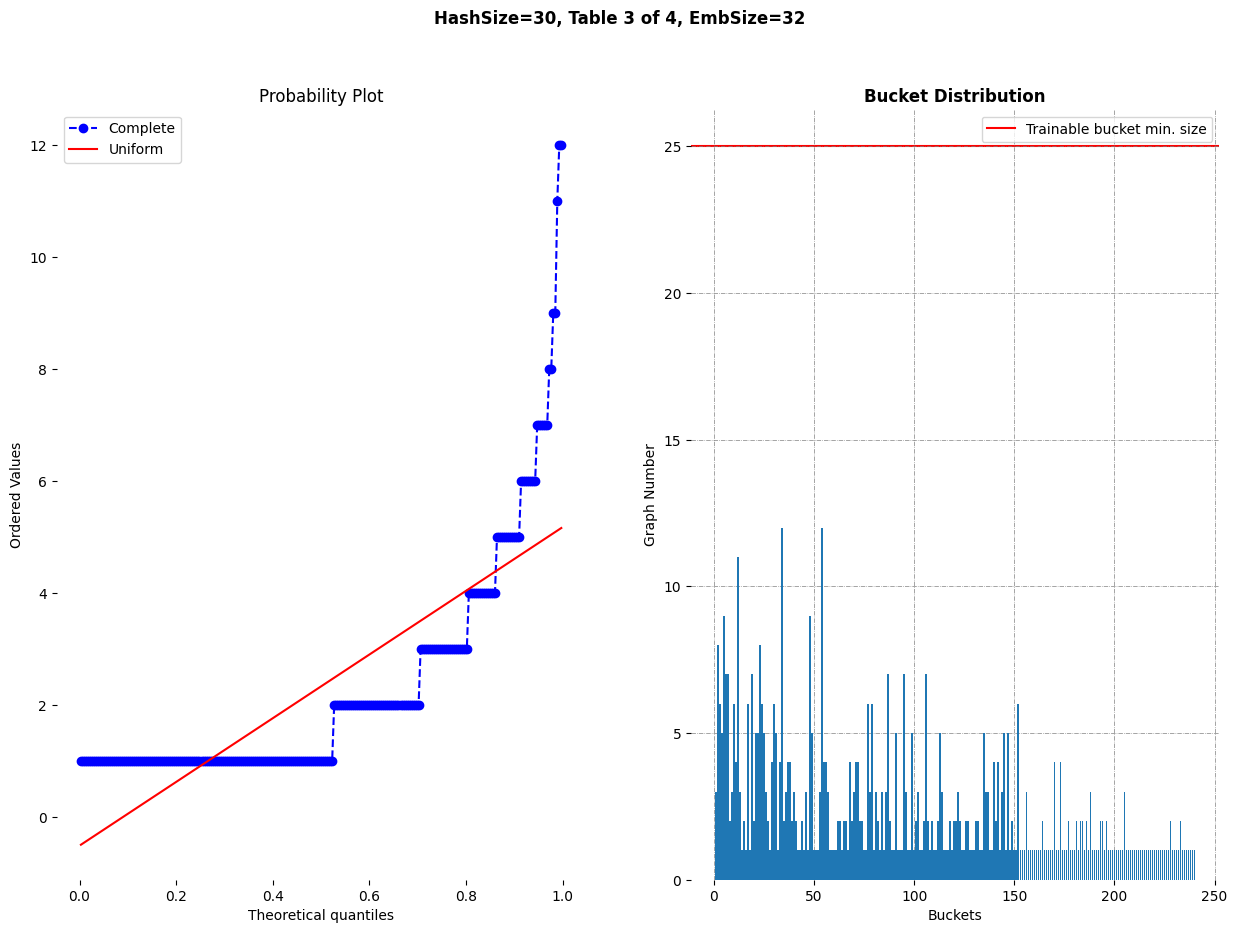 HashSize=30, Table 3 of 4, EmbSize=32
Probability Plot
Complete
Uniform
Ordered Values
12
10
8
6
4
2
0
0.0 0.2 0.4 0.6 0.8 1.0
Theoretical quantiles
Bucket Distribution
Trainable bucket min. size
Graph Number
25
20
15
10
5
0
0 50 100 150 200 250
Buckets